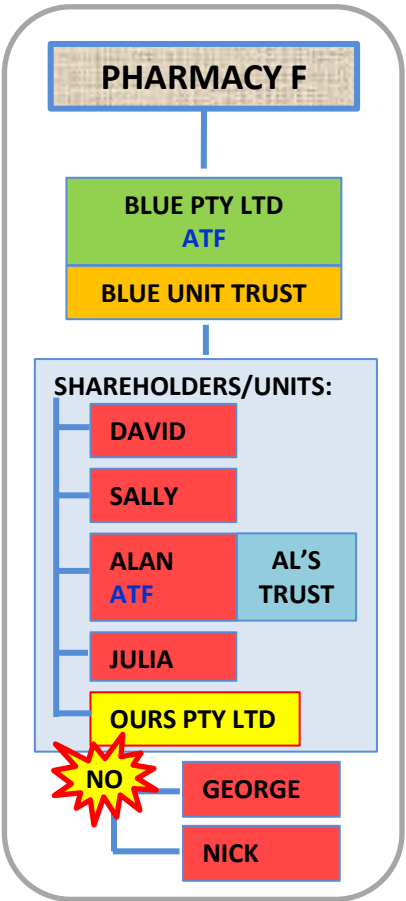 PHARMACY F
BLUE PTY LTD
ATF
BLUE UNIT TRUST
SHAREHOLDERS/UNITS:
DAVID
SALLY
ALAN
ATF
AL'S
TRUST
JULIA
OURS PTY LTD
NO
GEORGE
NICK